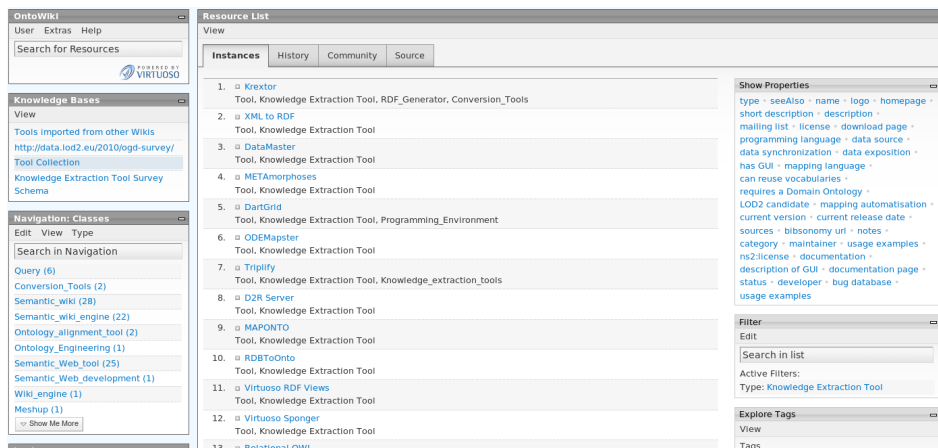 OntoWiki
User Extras Help
Search for Resources
POWERED BY
VIRTUOSO
Knowledge Bases
View
Tools imported from other Wikis
http://data.lod2.eu/2010/ogd-survey/
Tool Collection
Knowledge Extraction Tool Survey
Schema
Navigation: Classes
Edit View Type
Search in Navigation
Query (6)
Conversion_Tools (2)
Semantic_wiki (28)
Semantic_wiki_engine (22)
Ontology_alignment_tool (2)
Ontology_Engineering (1)
Semantic_Web_tool (25)
Semantic_Web_development (1)
Wiki_engine (1)
Meshup (1)
Show Me More
Resource List
View
Instances History Community Source
1. Krextor
Tool, Knowledge Extraction Tool, RDF_Generator, Conversion_Tools
2. XML to RDF
Tool, Knowledge Extraction Tool
3. DataMaster
Tool, Knowledge Extraction Tool
4. METAmorphoses
Tool, Knowledge Extraction Tool
5. DartGrid
Tool, Knowledge Extraction Tool, Programming_Environment
6. ODEMapster
Tool, Knowledge Extraction Tool
7. Triplify
Tool, Knowledge Extraction Tool, Knowledge_extraction_tools
8. D2R Server
Tool, Knowledge Extraction Tool
9. MAPONTO
Tool, Knowledge Extraction Tool
10. RDBToOnto
Tool, Knowledge Extraction Tool
11. Virtuoso RDF Views
Tool, Knowledge Extraction Tool
12. Virtuoso Sponger
Tool, Knowledge Extraction Tool
13. Relational.OWL
Show Properties
type • seeAlso • name • logo • homepage •
short description • description •
mailing list • license • download page •
programming language • data source •
data synchronization • data exposition •
has GUI • mapping language •
can reuse vocabularies •
requires a Domain Ontology •
LOD2 candidate • mapping automatisation •
current version • current release date •
sources • bibsonomy url • notes •
category • maintainer • usage examples •
ns2:license • documentation •
description of GUI • documentation page •
status • developer • bug database •
usage examples
Filter
Edit
Search in list
Active Filters:
Type: Knowledge Extraction Tool
Explore Tags
View
Tags